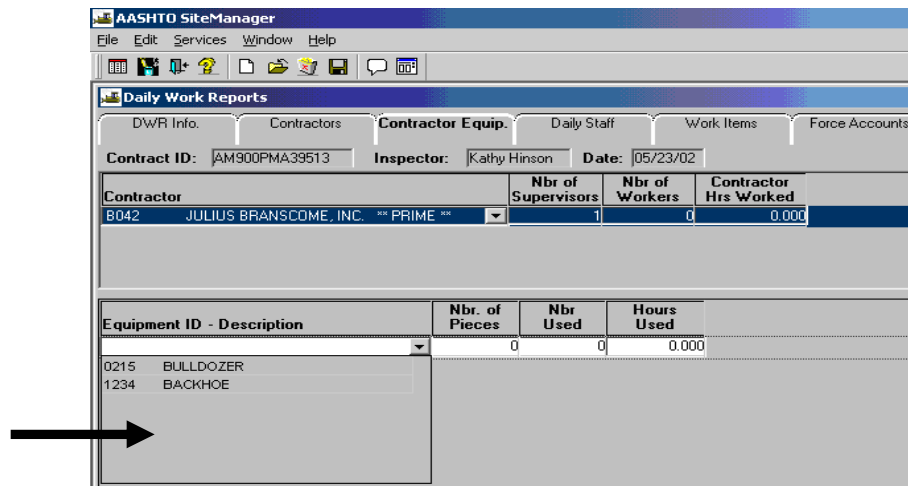 AASHTO SiteManager
File Edit Services Window Help
Daily Work Reports
DWR Info. Contractors Contractor Equip. Daily Staff Work Items Force Accounts
Contract ID: AM900PMA39513 Inspector: Kathy Hinson Date: 05/23/02
Contractor Nbr of Supervisors Nbr of Workers Contractor Hrs Worked
B042 JULIUS BRANSCOME, INC. ** PRIME ** 1 0 0.000
Equipment ID - Description Nbr. of Pieces Nbr Used Hours Used
0 0 0.000
0215 BULLDOZER
1234 BACKHOE